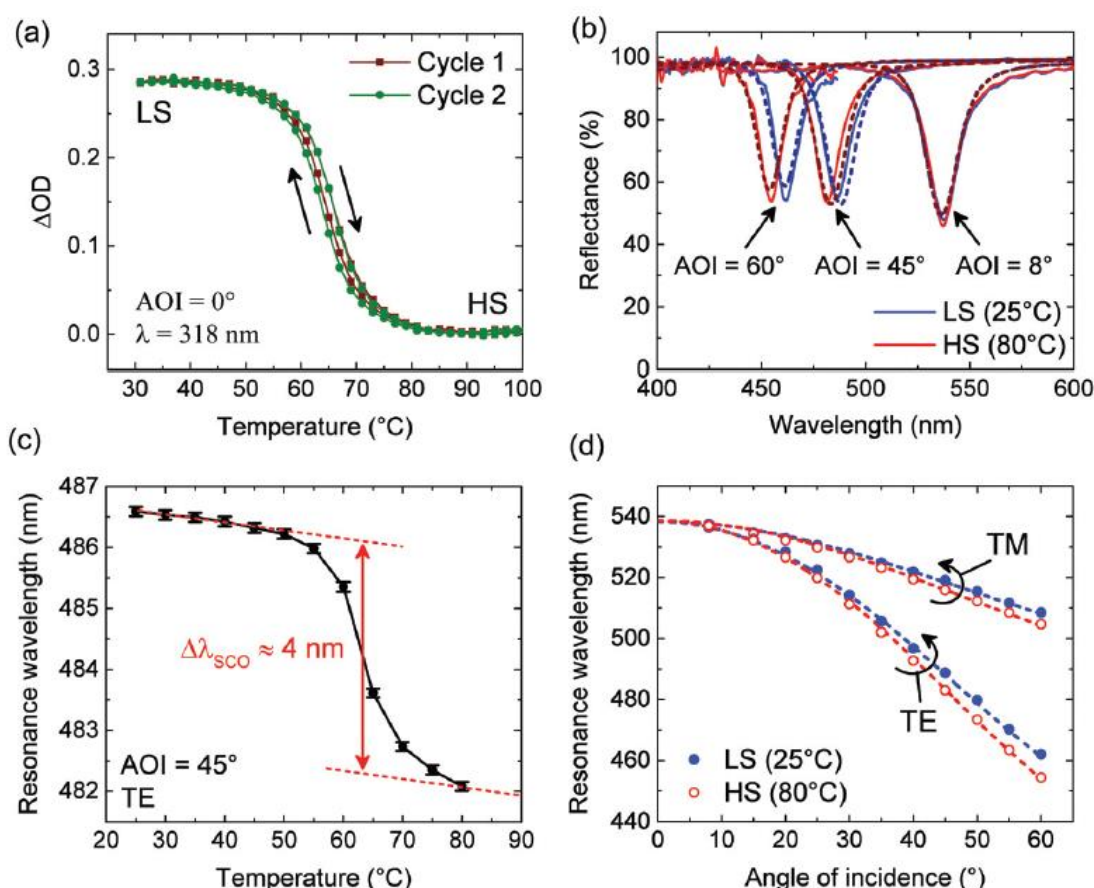 (a)
0.3
0.2
0.1
0.0
ΔOD
LS
HS
Cycle 1
Cycle 2
AOI = 0°
λ = 318 nm
30 40 50 60 70 80 90 100
Temperature (°C)
(b)
100
80
60
40
20
0
Reflectance (%)
AOI = 60° AOI = 45° AOI = 8°
LS (25°C)
HS (80°C)
400 450 500 550 600
Wavelength (nm)
(c)
487
486
485
484
483
482
Resonance wavelength (nm)
ΔλSCO ≈ 4 nm
AOI = 45°
TE
20 30 40 50 60 70 80 90
Temperature (°C)
(d)
540
520
500
480
460
440
Resonance wavelength (nm)
TM
TE
LS (25°C)
HS (80°C)
0 10 20 30 40 50 60
Angle of incidence (°)